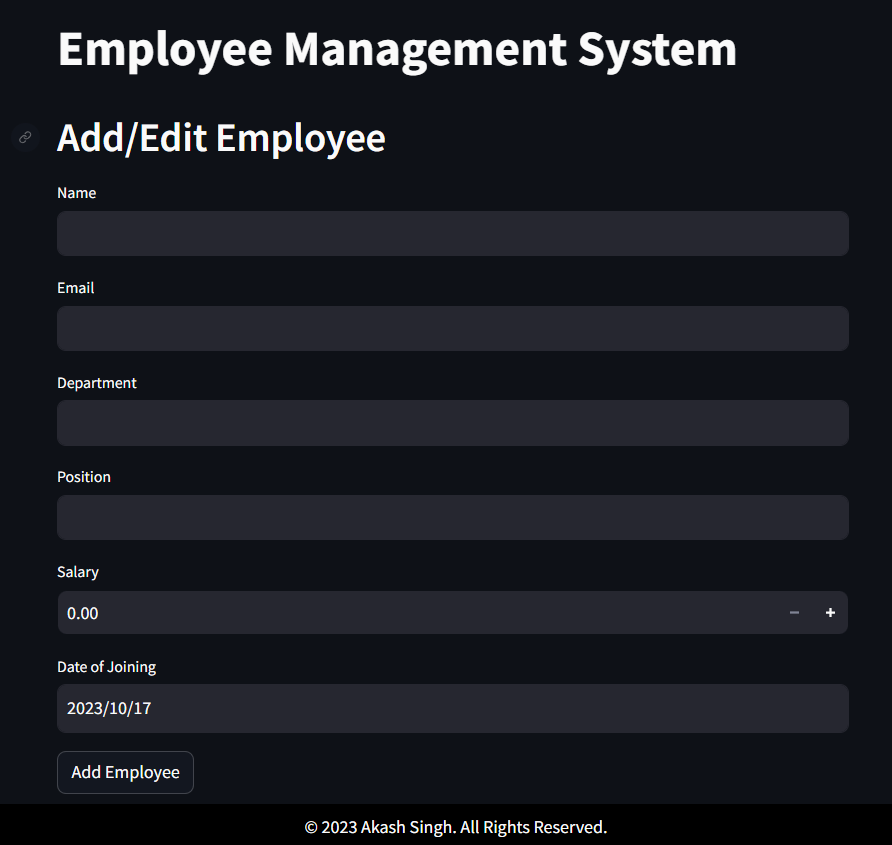 Employee Management System
Add/Edit Employee
Name
Email
Department
Position
Salary
0.00
Date of Joining
2023/10/17
Add Employee
© 2023 Akash Singh. All Rights Reserved.